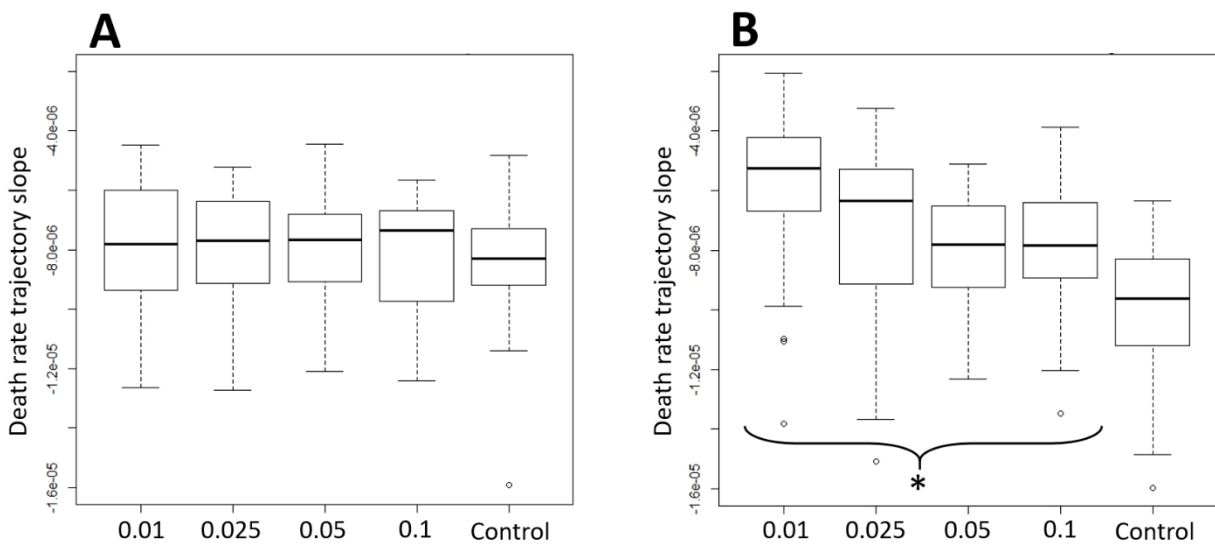 A
Death rate trajectory slope
-4.0e-06
-8.0e-06
-1.2e-05
-1.6e-05
0.01 0.025 0.05 0.1 Control
B
Death rate trajectory slope
-4.0e-06
-8.0e-06
-1.2e-05
-1.6e-05
*
0.01 0.025 0.05 0.1 Control